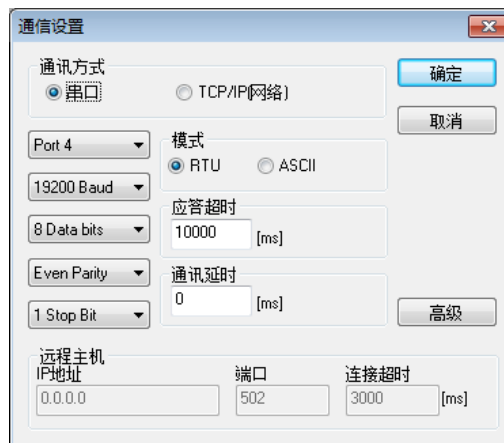 通信设置
通讯方式
串口
TCP/IP(网络)
确定
取消
Port 4
19200 Baud
8 Data bits
Even Parity
1 Stop Bit
模式
RTU
ASCII
应答超时
10000 [ms]
通讯延时
0 [ms]
高级
远程主机
IP地址 端口 连接超时
0.0.0.0 502 3000 [ms]